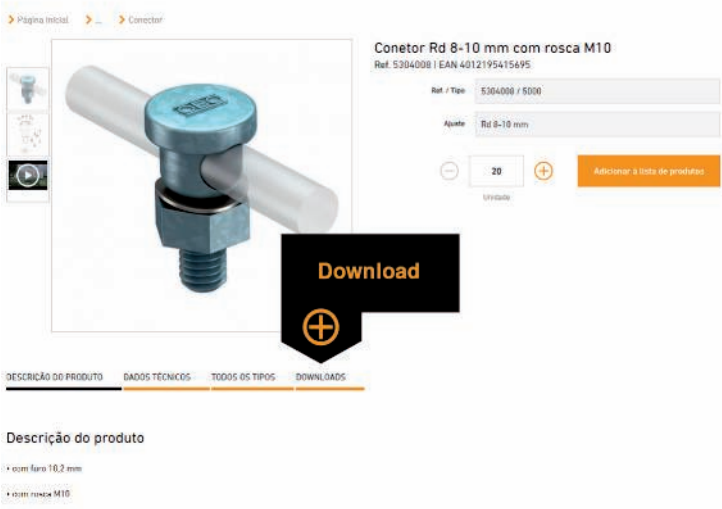 Página Inicial
...
Conector
Conetor Rd 8-10 mm com rosca M10
Ref. 5304008 | EAN 4012195415695
Ref. / Tipo
5304008 / 5000
Ajuste
Rd 8-10 mm
20
Unidade
Adicionar à lista de produtos
OBO
Download
DESCRIÇÃO DO PRODUTO
DADOS TÉCNICOS
TODOS OS TIPOS
DOWNLOADS
Descrição do produto
• com furo 10,2 mm
• com rosca M10